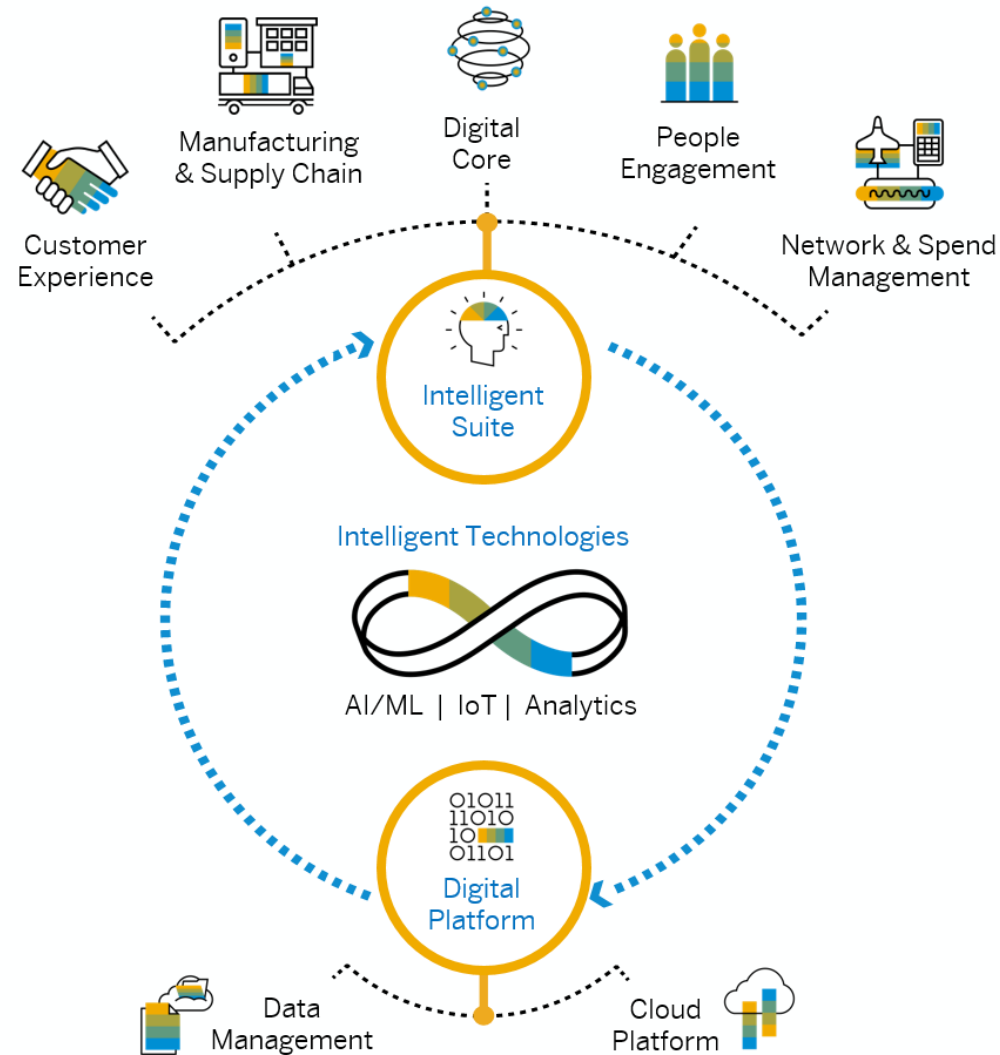 Digital
Core
Manufacturing
& Supply Chain
People
Engagement
Customer
Experience
Network & Spend
Management
Intelligent
Suite
Intelligent Technologies
AI/ML | IoT | Analytics
01011
11010
10
01101
Digital
Platform
Data
Management
Cloud
Platform